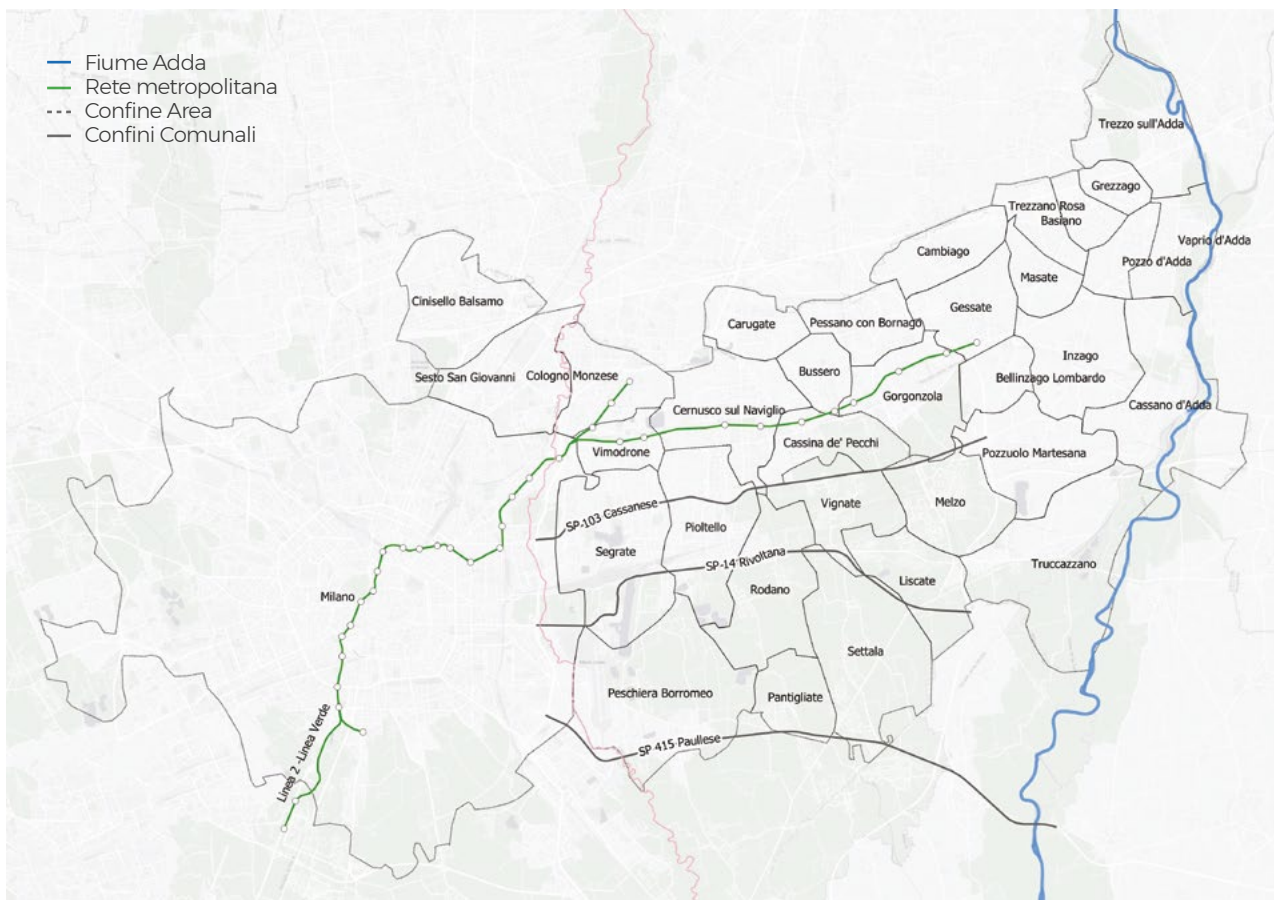 Fiume Adda
Rete metropolitana
Confine Area
Confini Comunali
Trezzo sull'Adda
Grezzago
Trezzano Rosa
Basiano
Vaprio d'Adda
Cambiago
Pozzo d'Adda
Masate
Cinisello Balsamo
Gessate
Carugate
Pessano con Bornago
Inzago
Bussero
Sesto San Giovanni
Cologno Monzese
Bellinzago Lombardo
Gorgonzola
Cassano d'Adda
Cernusco sul Naviglio
Cassina de' Pecchi
Vimodrone
Pozzuolo Martesana
SP-103 Cassanese
Vignate
Melzo
Pioltello
Segrate
SP-14 Rivoltana
Truccazzano
Liscate
Rodano
Milano
Settala
Peschiera Borromeo
Pantigliate
Linea 2 -Linea Verde
SP 415 Paullese